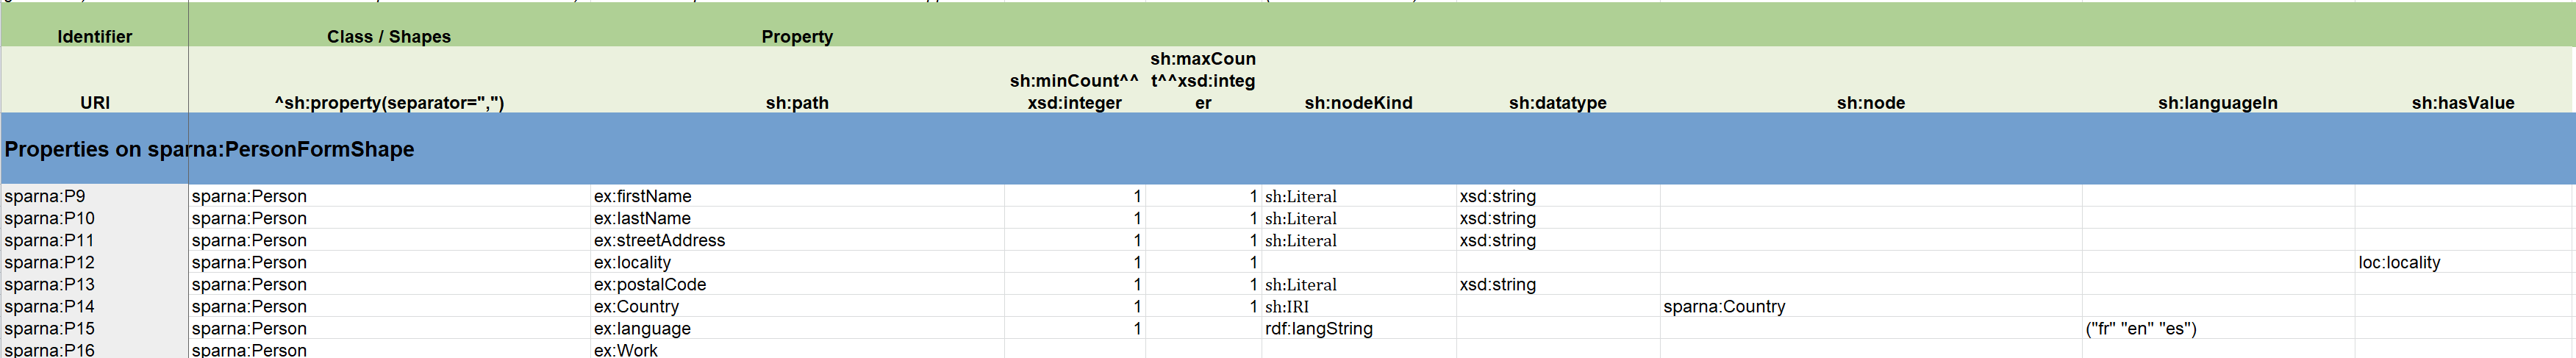 Identifier Class / Shapes Property
URI ^sh:property(separator=",") sh:path sh:minCount^^xsd:integer sh:maxCount^^xsd:integer sh:nodeKind sh:datatype sh:node sh:languageIn sh:hasValue
Properties on sparna:PersonFormShape
sparna:P9 sparna:Person ex:firstName 1 1 sh:Literal xsd:string
sparna:P10 sparna:Person ex:lastName 1 1 sh:Literal xsd:string
sparna:P11 sparna:Person ex:streetAddress 1 1 sh:Literal xsd:string
sparna:P12 sparna:Person ex:locality 1 1 loc:locality
sparna:P13 sparna:Person ex:postalCode 1 1 sh:Literal xsd:string
sparna:P14 sparna:Person ex:Country 1 1 sh:IRI sparna:Country
sparna:P15 sparna:Person ex:language 1 rdf:langString ("fr" "en" "es")
sparna:P16 sparna:Person ex:Work